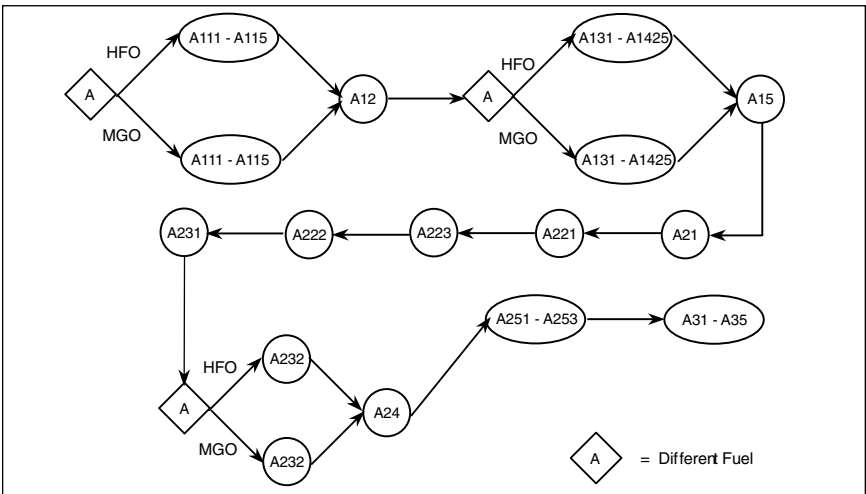 HFO
A111 - A115
A
A12
MGO
A111 - A115
HFO
A131 - A1425
A
A15
MGO
A131 - A1425
A231
A222
A223
A221
A21
A251 - A253
A31 - A35
HFO
A232
A
A24
MGO
A232
A
= Different Fuel